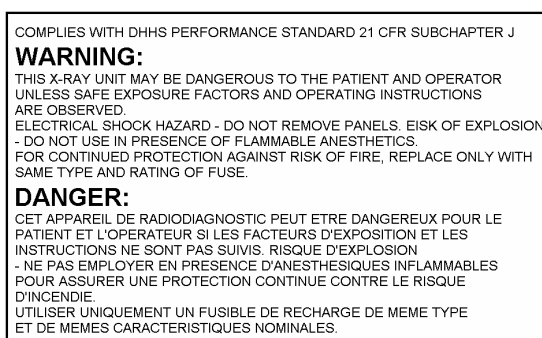 COMPLIES WITH DHHS PERFORMANCE STANDARD 21 CFR SUBCHAPTER J
WARNING:
THIS X-RAY UNIT MAY BE DANGEROUS TO THE PATIENT AND OPERATOR
UNLESS SAFE EXPOSURE FACTORS AND OPERATING INSTRUCTIONS
ARE OBSERVED.
ELECTRICAL SHOCK HAZARD - DO NOT REMOVE PANELS. EISK OF EXPLOSION
- DO NOT USE IN PRESENCE OF FLAMMABLE ANESTHETICS.
FOR CONTINUED PROTECTION AGAINST RISK OF FIRE, REPLACE ONLY WITH
SAME TYPE AND RATING OF FUSE.
DANGER:
CET APPAREIL DE RADIODIAGNOSTIC PEUT ETRE DANGEREUX POUR LE
PATIENT ET L'OPERATEUR SI LES FACTEURS D'EXPOSITION ET LES
INSTRUCTIONS NE SONT PAS SUIVIS. RISQUE D'EXPLOSION
- NE PAS EMPLOYER EN PRESENCE D'ANESTHESIQUES INFLAMMABLES
POUR ASSURER UNE PROTECTION CONTINUE CONTRE LE RISQUE
D'INCENDIE.
UTILISER UNIQUEMENT UN FUSIBLE DE RECHARGE DE MEME TYPE
ET DE MEMES CARACTERISTIQUES NOMINALES.